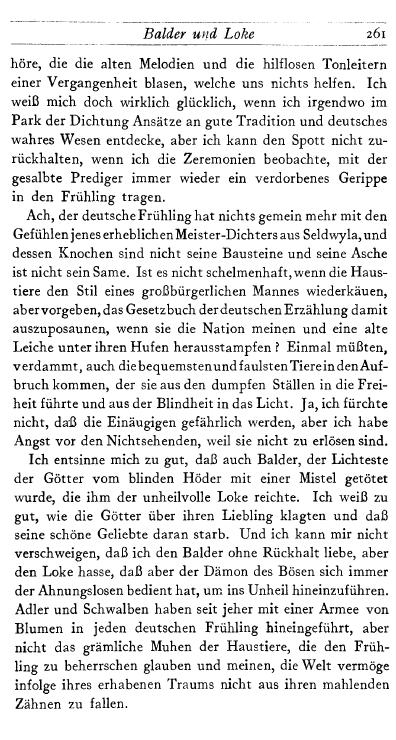 Balder und Loke 261
höre, die die alten Melodien und die hilflosen Tonleitern
einer Vergangenheit blasen, welche uns nichts helfen. Ich
weiß mich doch wirklich glücklich, wenn ich irgendwo im
Park der Dichtung Ansätze an gute Tradition und deutsches
wahres Wesen entdecke, aber ich kann den Spott nicht zu-
rückhalten, wenn ich die Zeremonien beobachte, mit der
gesalbte Prediger immer wieder ein verdorbenes Gerippe
in den Frühling tragen.
Ach, der deutsche Frühling hat nichts gemein mehr mit den
Gefühlen jenes erheblichen Meister-Dichters aus Seldwyla, und
dessen Knochen sind nicht seine Bausteine und seine Asche
ist nicht sein Same. Ist es nicht schelmenhaft, wenn die Haus-
tiere den Stil eines großbürgerlichen Mannes wiederkäuen,
aber vorgeben, das Gesetzbuch der deutschen Erzählung damit
auszuposaunen, wenn sie die Nation meinen und eine alte
Leiche unter ihren Hufen herausstampfen? Einmal müßten,
verdammt, auch die bequemsten und faulsten Tiere in den Auf-
bruch kommen, der sie aus den dumpfen Ställen in die Frei-
heit führte und aus der Blindheit in das Licht. Ja, ich fürchte
nicht, daß die Einäugigen gefährlich werden, aber ich habe
Angst vor den Nichtsehenden, weil sie nicht zu erlösen sind.
Ich entsinne mich zu gut, daß auch Balder, der Lichteste
der Götter vom blinden Höder mit einer Mistel getötet
wurde, die ihm der unheilvolle Loke reichte. Ich weiß zu
gut, wie die Götter über ihren Liebling klagten und daß
seine schöne Geliebte daran starb. Und ich kann mir nicht
verschweigen, daß ich den Balder ohne Rückhalt liebe, aber
den Loke hasse, daß aber der Dämon des Bösen sich immer
der Ahnungslosen bedient hat, um ins Unheil hineinzuführen.
Adler und Schwalben haben seit jeher mit einer Armee von
Blumen in jeden deutschen Frühling hineingeführt, aber
nicht das grämliche Muhen der Haustiere, die den Früh-
ling zu beherrschen glauben und meinen, die Welt vermöge
infolge ihres erhabenen Traums nicht aus ihren mahlenden
Zähnen zu fallen.